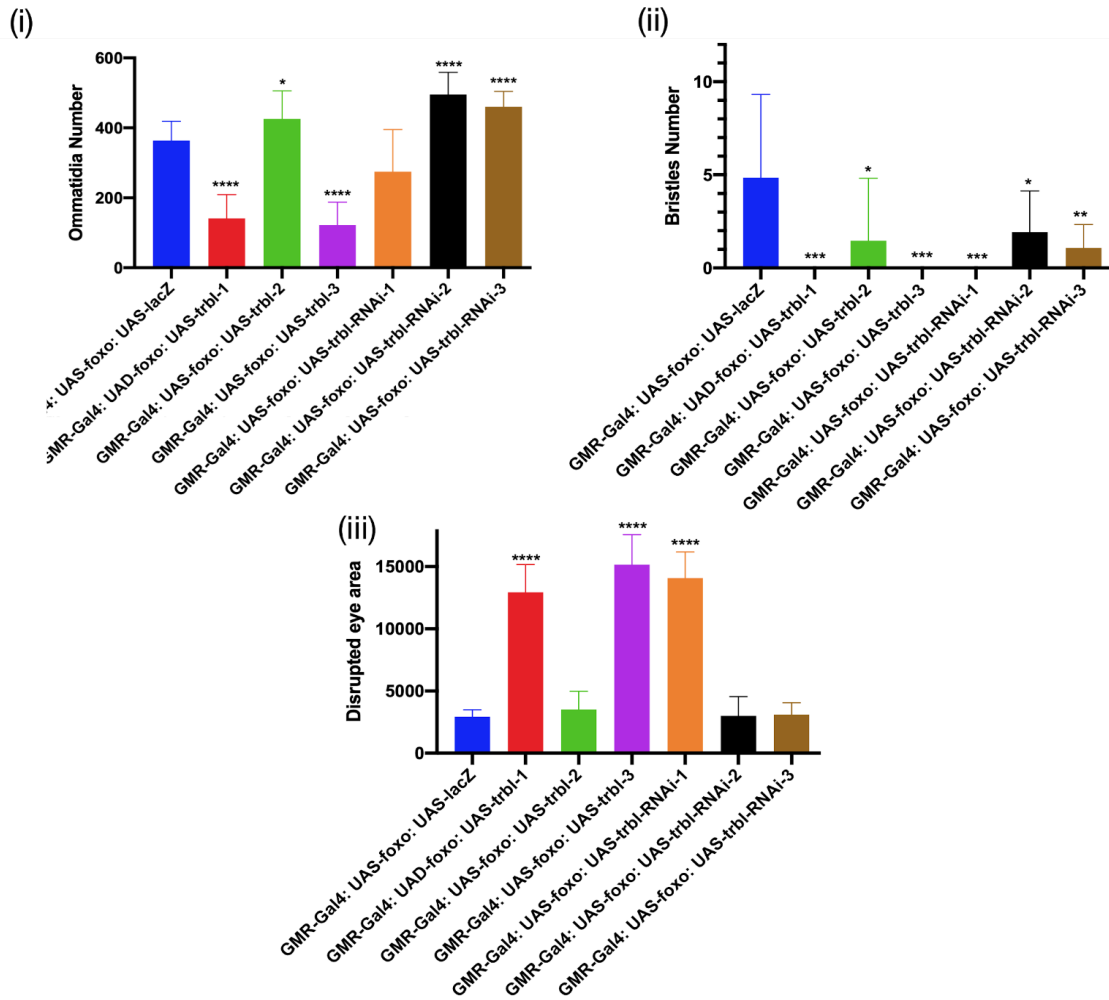 (i)
600
400
200
0
Ommatidia Number
****
*
****
****
****
4: UAS-foxo: UAS-lacZ
GMR-Gal4: UAD-foxo: UAS-trbl-1
GMR-Gal4: UAS-foxo: UAS-trbl-2
GMR-Gal4: UAS-foxo: UAS-trbl-3
GMR-Gal4: UAS-foxo: UAS-trbl-RNAi-1
GMR-Gal4: UAS-foxo: UAS-trbl-RNAi-2
GMR-Gal4: UAS-foxo: UAS-trbl-RNAi-3
(ii)
10
5
0
Bristles Number
***
*
***
***
*
**
GMR-Gal4: UAS-foxo: UAS-lacZ
GMR-Gal4: UAD-foxo: UAS-trbl-1
GMR-Gal4: UAS-foxo: UAS-trbl-2
GMR-Gal4: UAS-foxo: UAS-trbl-3
GMR-Gal4: UAS-foxo: UAS-trbl-RNAi-1
GMR-Gal4: UAS-foxo: UAS-trbl-RNAi-2
GMR-Gal4: UAS-foxo: UAS-trbl-RNAi-3
(iii)
15000
10000
5000
0
Disrupted eye area
****
****
****
GMR-Gal4: UAS-foxo: UAS-lacZ
GMR-Gal4: UAD-foxo: UAS-trbl-1
GMR-Gal4: UAS-foxo: UAS-trbl-2
GMR-Gal4: UAS-foxo: UAS-trbl-3
GMR-Gal4: UAS-foxo: UAS-trbl-RNAi-1
GMR-Gal4: UAS-foxo: UAS-trbl-RNAi-2
GMR-Gal4: UAS-foxo: UAS-trbl-RNAi-3